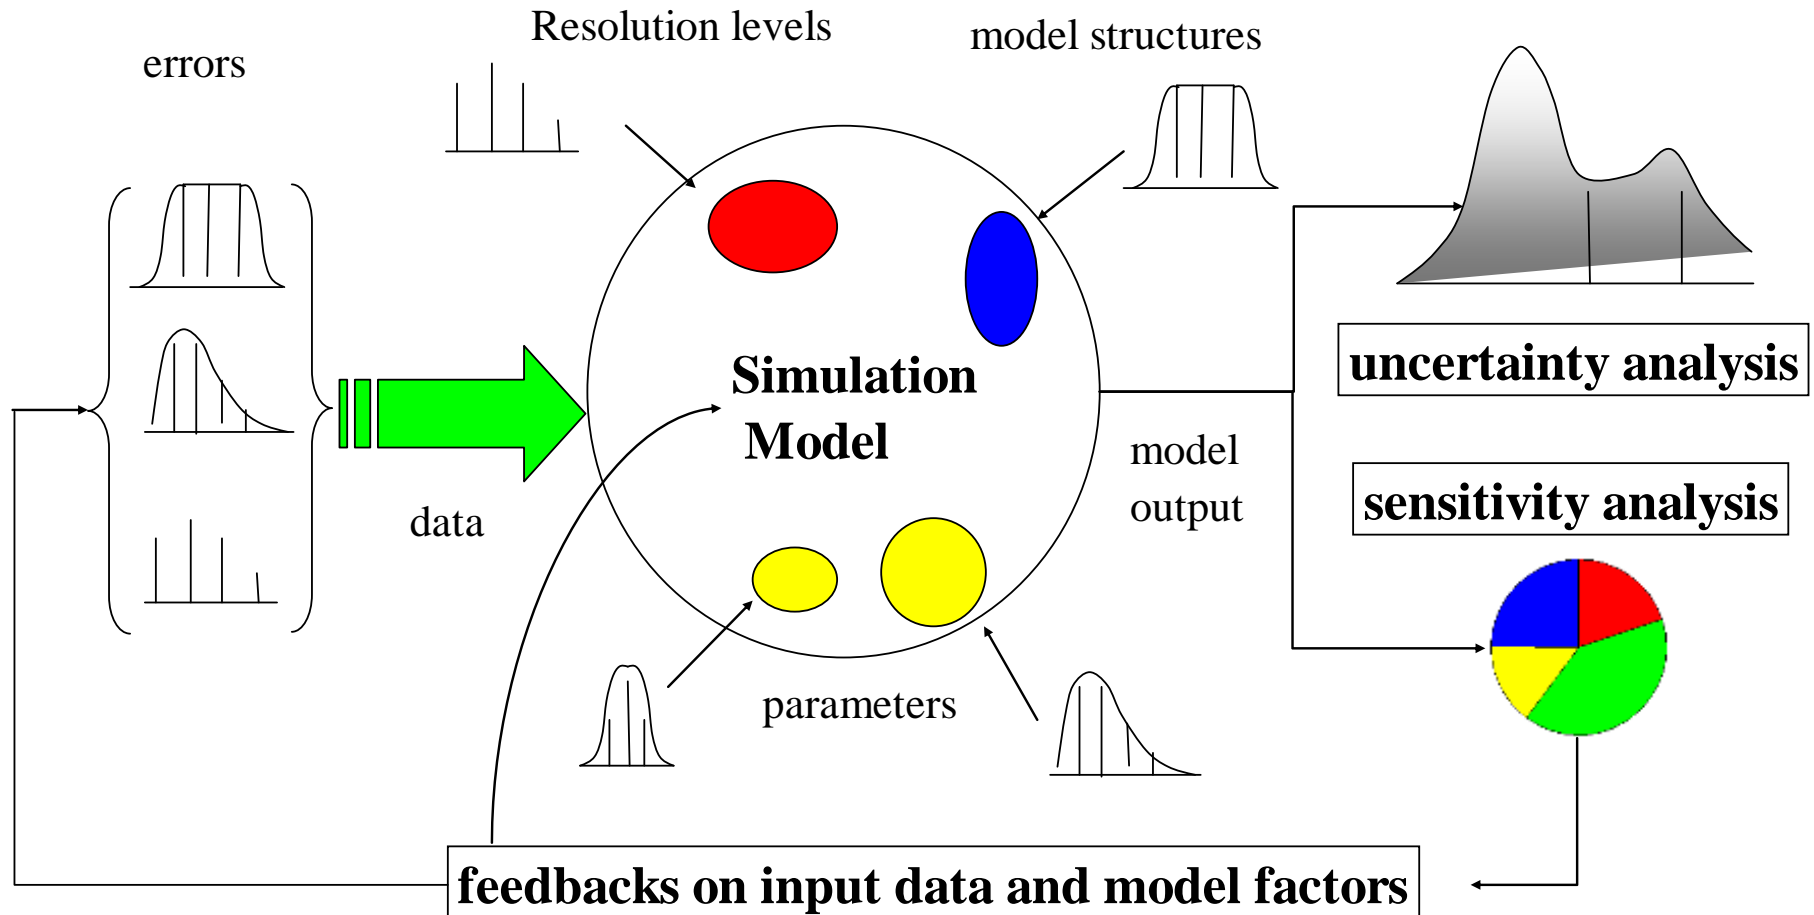 Resolution levels
model structures
errors
Simulation
Model
uncertainty analysis
model
output
sensitivity analysis
data
parameters
feedbacks on input data and model factors